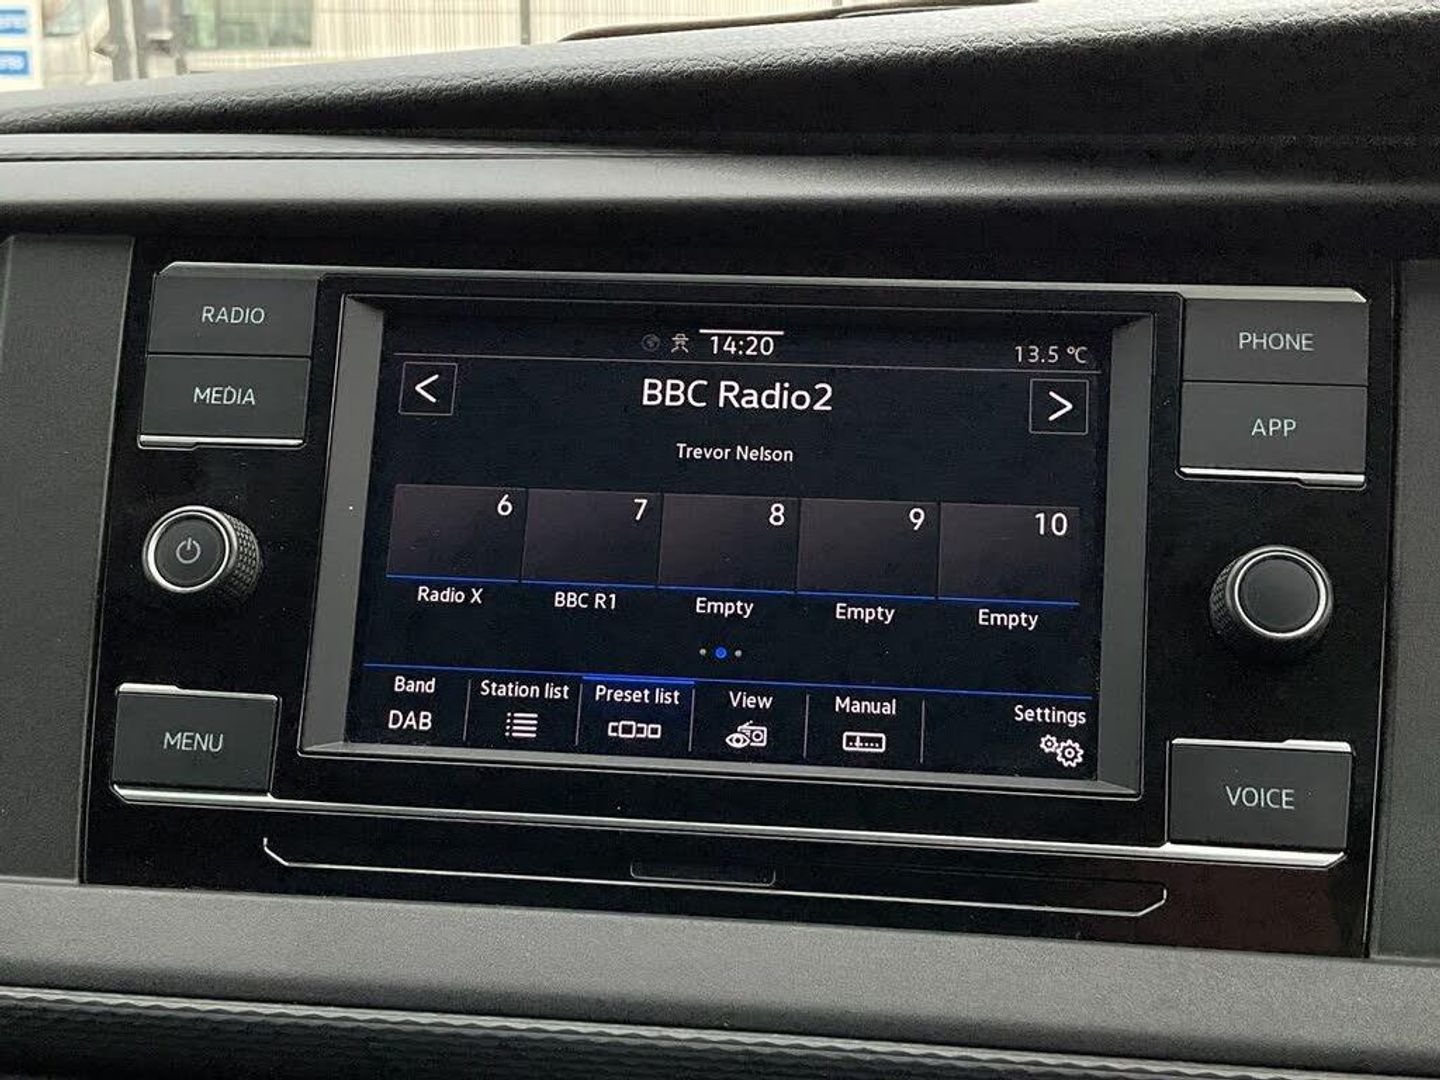 RADIO
MEDIA
MENU
14:20
13.5 °C
<
BBC Radio2
>
Trevor Nelson
6
7
8
9
10
Radio X
BBC R1
Empty
Empty
Empty
Band
DAB
Station list
Preset list
View
Manual
Settings
PHONE
APP
VOICE